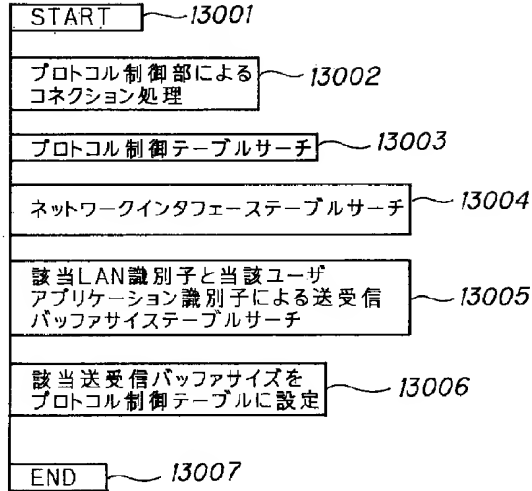 START
13001
プロトコル制御部による
コネクション処理
13002
プロトコル制御テーブルサーチ
13003
ネットワークインタフェーステーブルサーチ
13004
該当LAN識別子と当該ユーザ
アプリケーション識別子による送受信
バッファサイズテーブルサーチ
13005
該当送受信バッファサイズを
プロトコル制御テーブルに設定
13006
END
13007